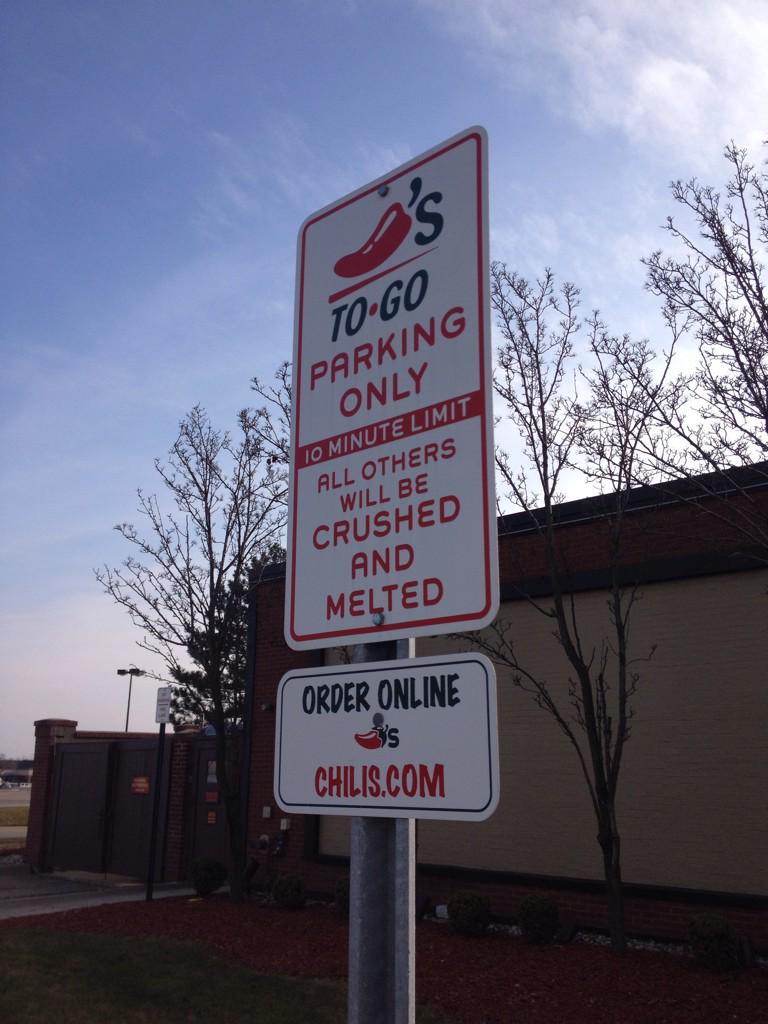 'S
TO•GO
PARKING
ONLY
10 MINUTE LIMIT
ALL OTHERS
WILL BE
CRUSHED
AND
MELTED
ORDER ONLINE
'S
CHILIS.COM